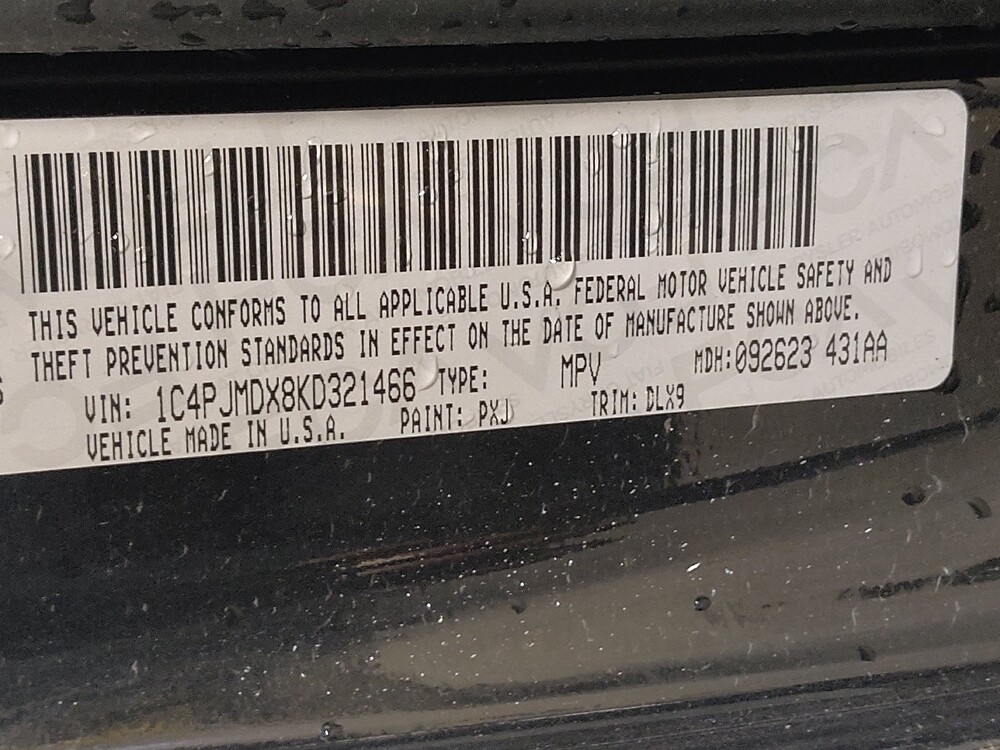 THIS VEHICLE CONFORMS TO ALL APPLICABLE U.S.A. FEDERAL MOTOR VEHICLE SAFETY AND
THEFT PREVENTION STANDARDS IN EFFECT ON THE DATE OF MANUFACTURE SHOWN ABOVE.
VIN: 1C4PJMDX8KD321466 TYPE: MPV MDH:092623 431AA
VEHICLE MADE IN U.S.A. PAINT: PXJ TRIM: DLX9